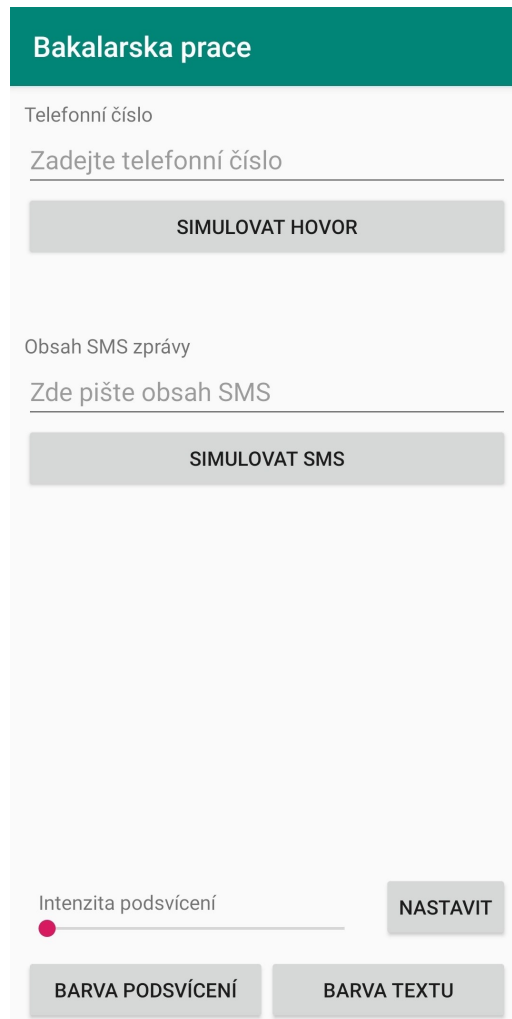 Bakalarska prace
Telefonní číslo
Zadejte telefonní číslo
SIMULOVAT HOVOR
Obsah SMS zprávy
Zde pište obsah SMS
SIMULOVAT SMS
Intenzita podsvícení
NASTAVIT
BARVA PODSVÍCENÍ
BARVA TEXTU